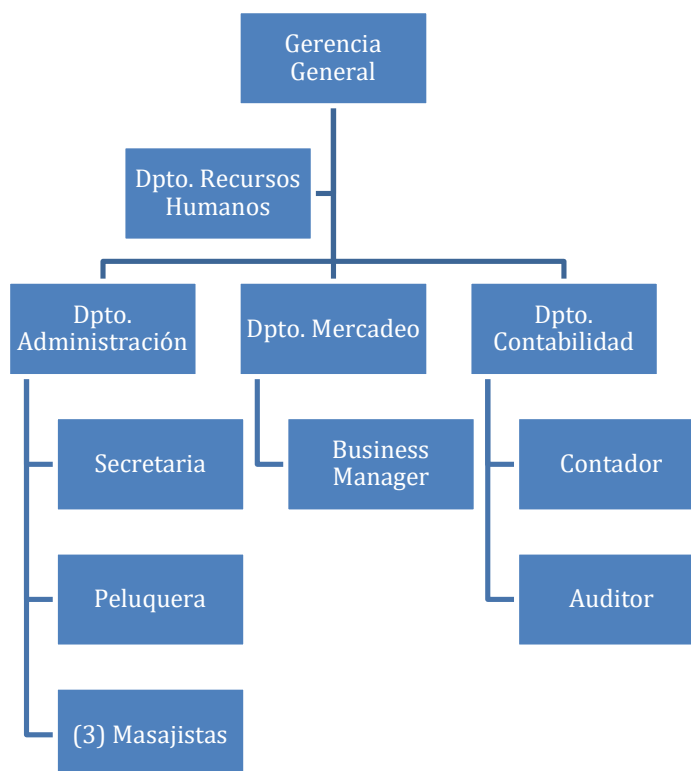 Gerencia
General
Dpto. Recursos
Humanos
Dpto.
Administración
Dpto. Mercadeo
Dpto.
Contabilidad
Secretaria
Business
Manager
Contador
Peluquera
Auditor
(3) Masajistas